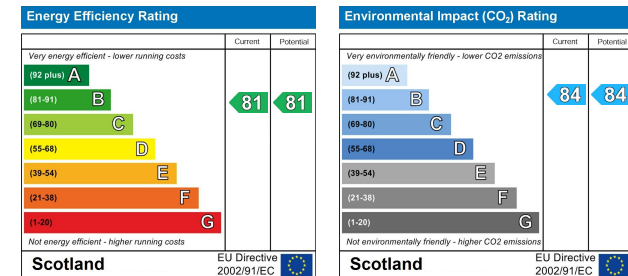 Energy Efficiency Rating
Current Potential
Very energy efficient - lower running costs
(92 plus) A
(81-91) B 81 81
(69-80) C
(55-68) D
(39-54) E
(21-38) F
(1-20) G
Not energy efficient - higher running costs
Scotland EU Directive 2002/91/EC
Environmental Impact (CO₂) Rating
Current Potential
Very environmentally friendly - lower CO2 emissions
(92 plus) A
(81-91) B 84 84
(69-80) C
(55-68) D
(39-54) E
(21-38) F
(1-20) G
Not environmentally friendly - higher CO2 emissions
Scotland EU Directive 2002/91/EC